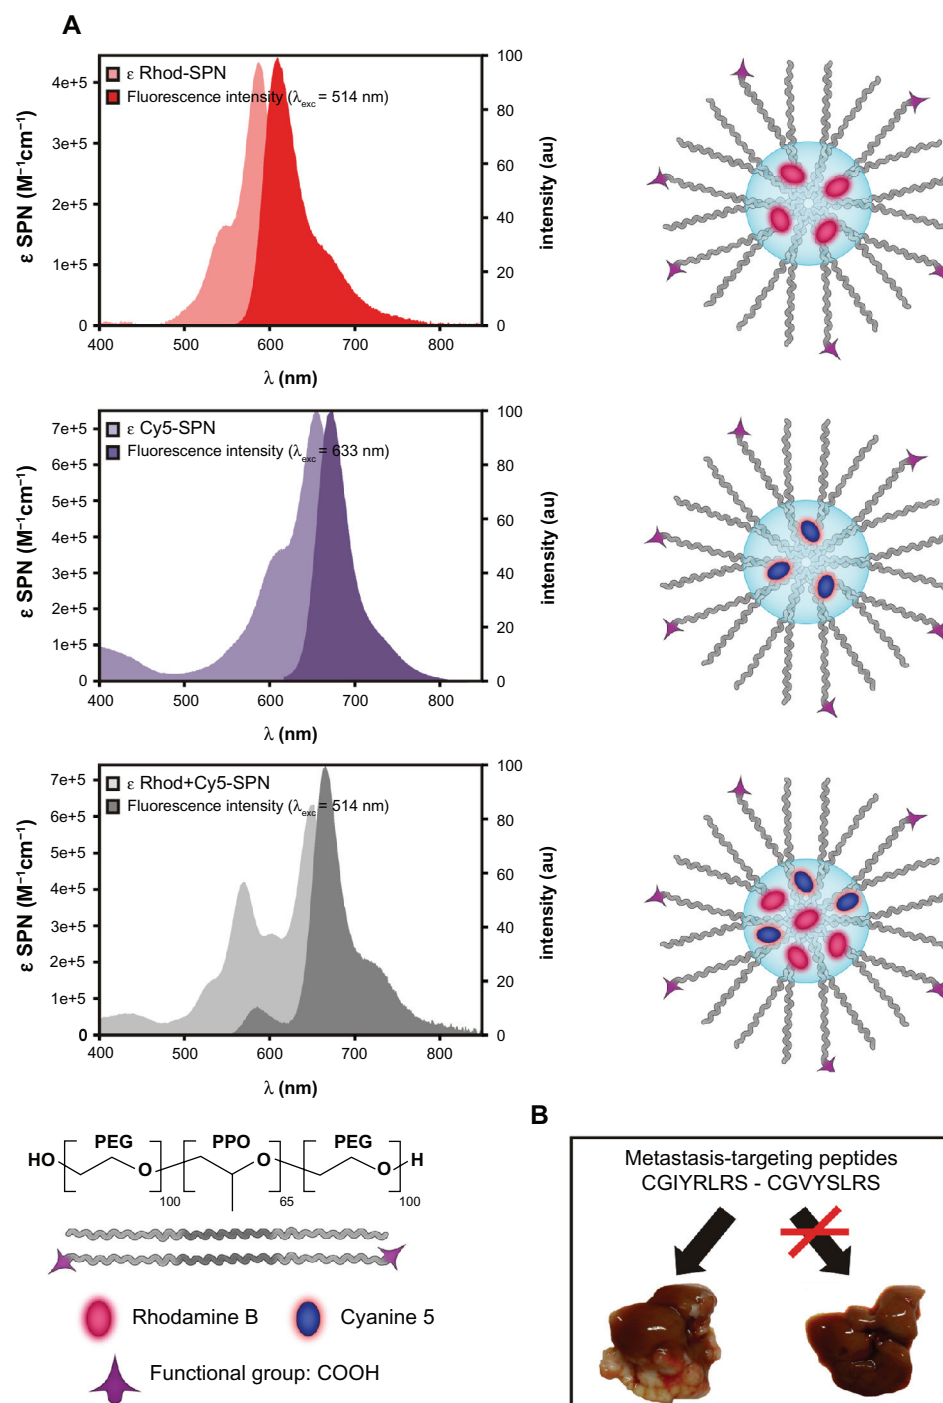 A
ε Rhod-SPN
Fluorescence intensity (λexc = 514 nm)
ε SPN (M⁻¹cm⁻¹)
4e+5
3e+5
2e+5
1e+5
0
100
80
60
40
20
0
intensity (au)
400 500 600 700 800
λ (nm)
ε Cy5-SPN
Fluorescence intensity (λexc = 633 nm)
ε SPN (M⁻¹cm⁻¹)
7e+5
6e+5
5e+5
4e+5
3e+5
2e+5
1e+5
0
100
80
60
40
20
0
intensity (au)
400 500 600 700 800
λ (nm)
ε Rhod+Cy5-SPN
Fluorescence intensity (λexc = 514 nm)
ε SPN (M⁻¹cm⁻¹)
7e+5
6e+5
5e+5
4e+5
3e+5
2e+5
1e+5
0
100
80
60
40
20
0
intensity (au)
400 500 600 700 800
λ (nm)
PEG PPO PEG
HO O O O H
100 65 100
Rhodamine B Cyanine 5
Functional group: COOH
B
Metastasis-targeting peptides
CGIYRLRS - CGVYSLRS